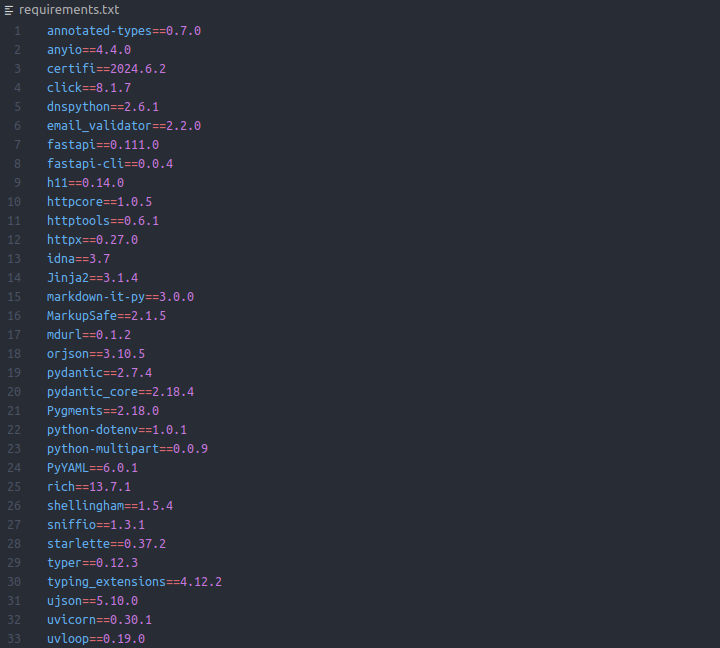 requirements.txt
1 annotated-types==0.7.0
2 anyio==4.4.0
3 certifi==2024.6.2
4 click==8.1.7
5 dnspython==2.6.1
6 email_validator==2.2.0
7 fastapi==0.111.0
8 fastapi-cli==0.0.4
9 h11==0.14.0
10 httpcore==1.0.5
11 httptools==0.6.1
12 httpx==0.27.0
13 idna==3.7
14 Jinja2==3.1.4
15 markdown-it-py==3.0.0
16 MarkupSafe==2.1.5
17 mdurl==0.1.2
18 orjson==3.10.5
19 pydantic==2.7.4
20 pydantic_core==2.18.4
21 Pygments==2.18.0
22 python-dotenv==1.0.1
23 python-multipart==0.0.9
24 PyYAML==6.0.1
25 rich==13.7.1
26 shellingham==1.5.4
27 sniffio==1.3.1
28 starlette==0.37.2
29 typer==0.12.3
30 typing_extensions==4.12.2
31 ujson==5.10.0
32 uvicorn==0.30.1
33 uvloop==0.19.0